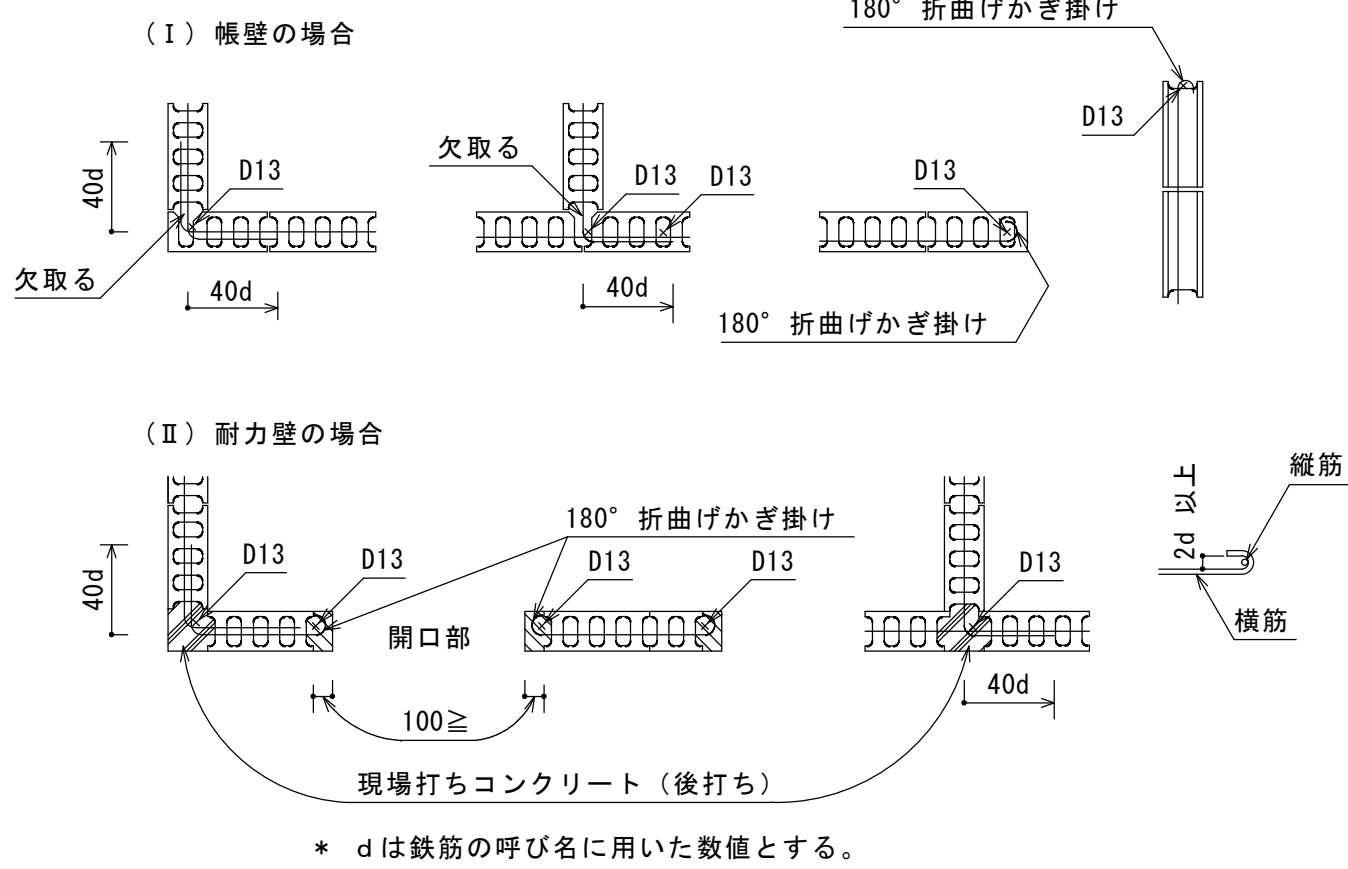 180° 折曲げかぎ掛け
(Ⅰ) 帳壁の場合
D13
欠取る
D13
D13
D13
D13
40d
欠取る
40d
40d
180° 折曲げかぎ掛け
(Ⅱ) 耐力壁の場合
縦筋
2d 以上
180° 折曲げかぎ掛け
D13
D13
D13
D13
D13
40d
開口部
横筋
40d
100≧
現場打ちコンクリート(後打ち)
* dは鉄筋の呼び名に用いた数値とする。